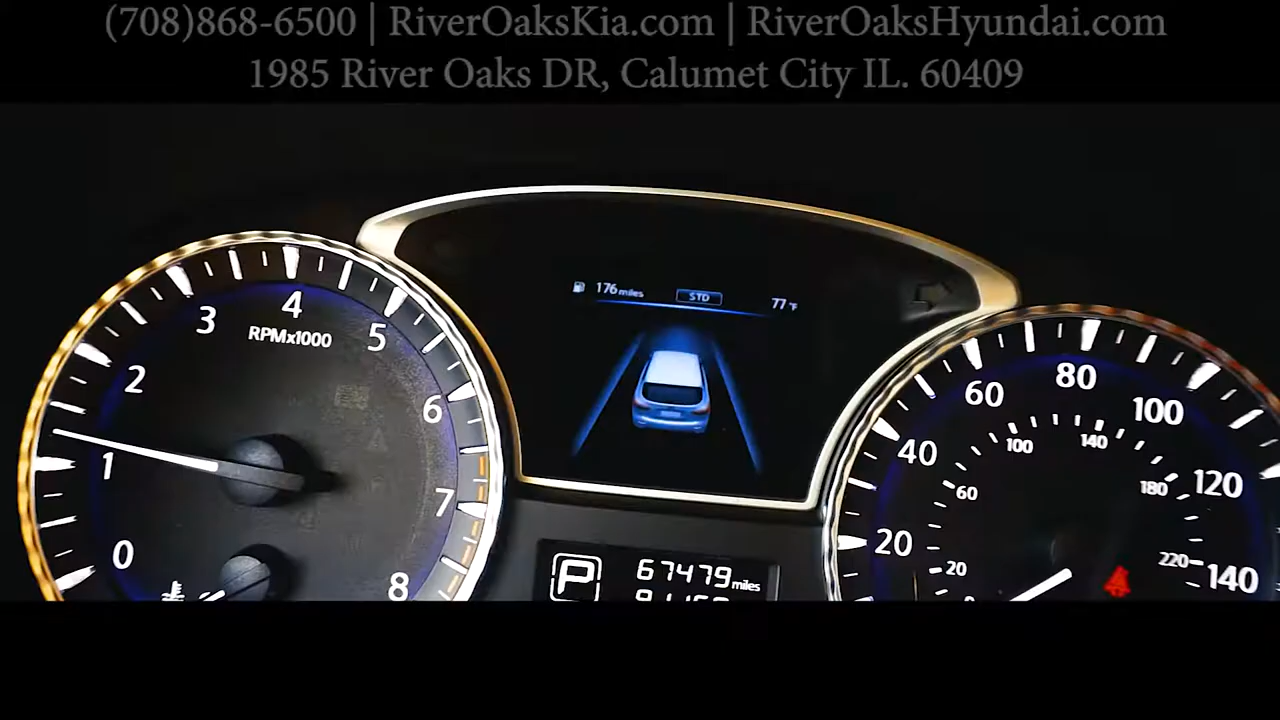 (708)868-6500 | RiverOaksKia.com | RiverOaksHyundai.com
1985 River Oaks DR, Calumet City IL. 60409
176 miles STD 77°F
0 1 2 3 4 5 6 7 8
RPMx1000
20 40 60 80 100 120 140
20 60 100 140 180 220
P 67479 miles